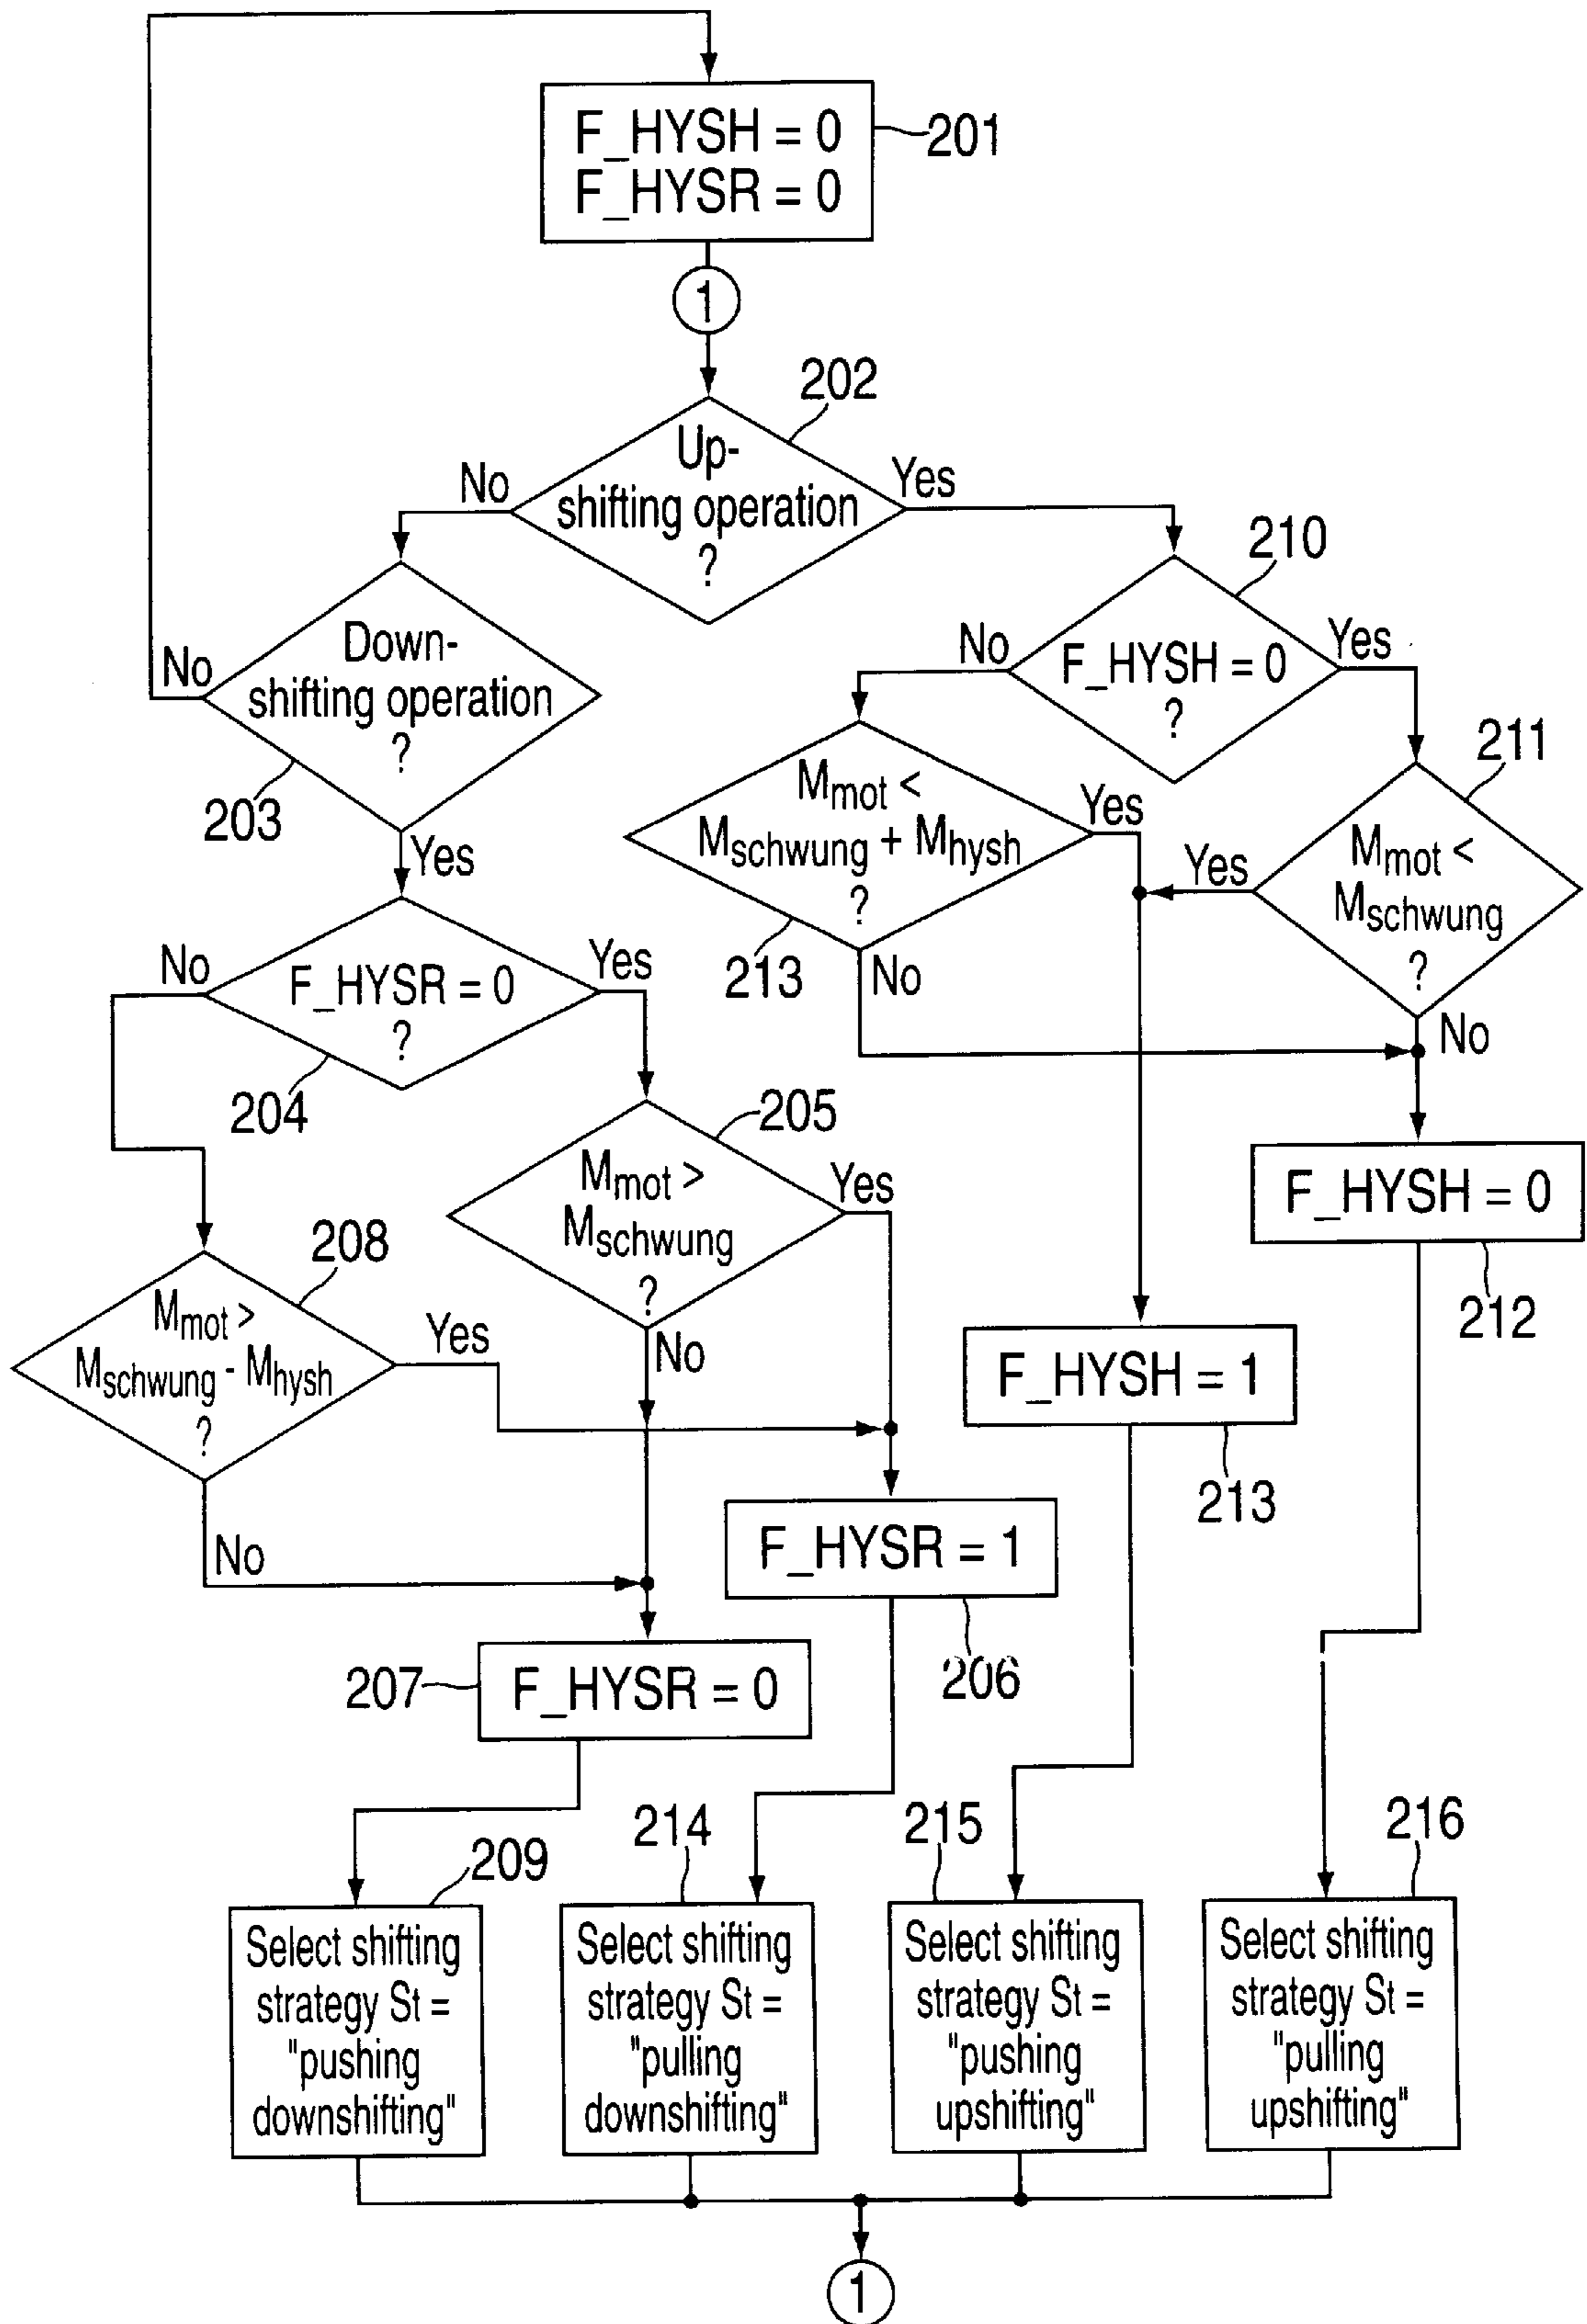 F_HYSH = 0
F_HYSR = 0
201
1
202
Up-
shifting operation
?
No
Yes
210
F_HYSH = 0
?
No
Yes
Down-
shifting operation
?
No
203
Yes
211
Mmot <
Mschwung
?
Yes
No
Mmot <
Mschwung + Mhysh
?
Yes
213
No
F_HYSR = 0
?
No
Yes
204
205
Mmot >
Mschwung
?
Yes
No
F_HYSH = 0
212
208
Mmot >
Mschwung - Mhysh
?
Yes
No
F_HYSH = 1
213
F_HYSR = 1
206
207
F_HYSR = 0
209
Select shifting
strategy St =
"pushing
downshifting"
214
Select shifting
strategy St =
"pulling
downshifting"
215
Select shifting
strategy St =
"pushing
upshifting"
216
Select shifting
strategy St =
"pulling
upshifting"
1